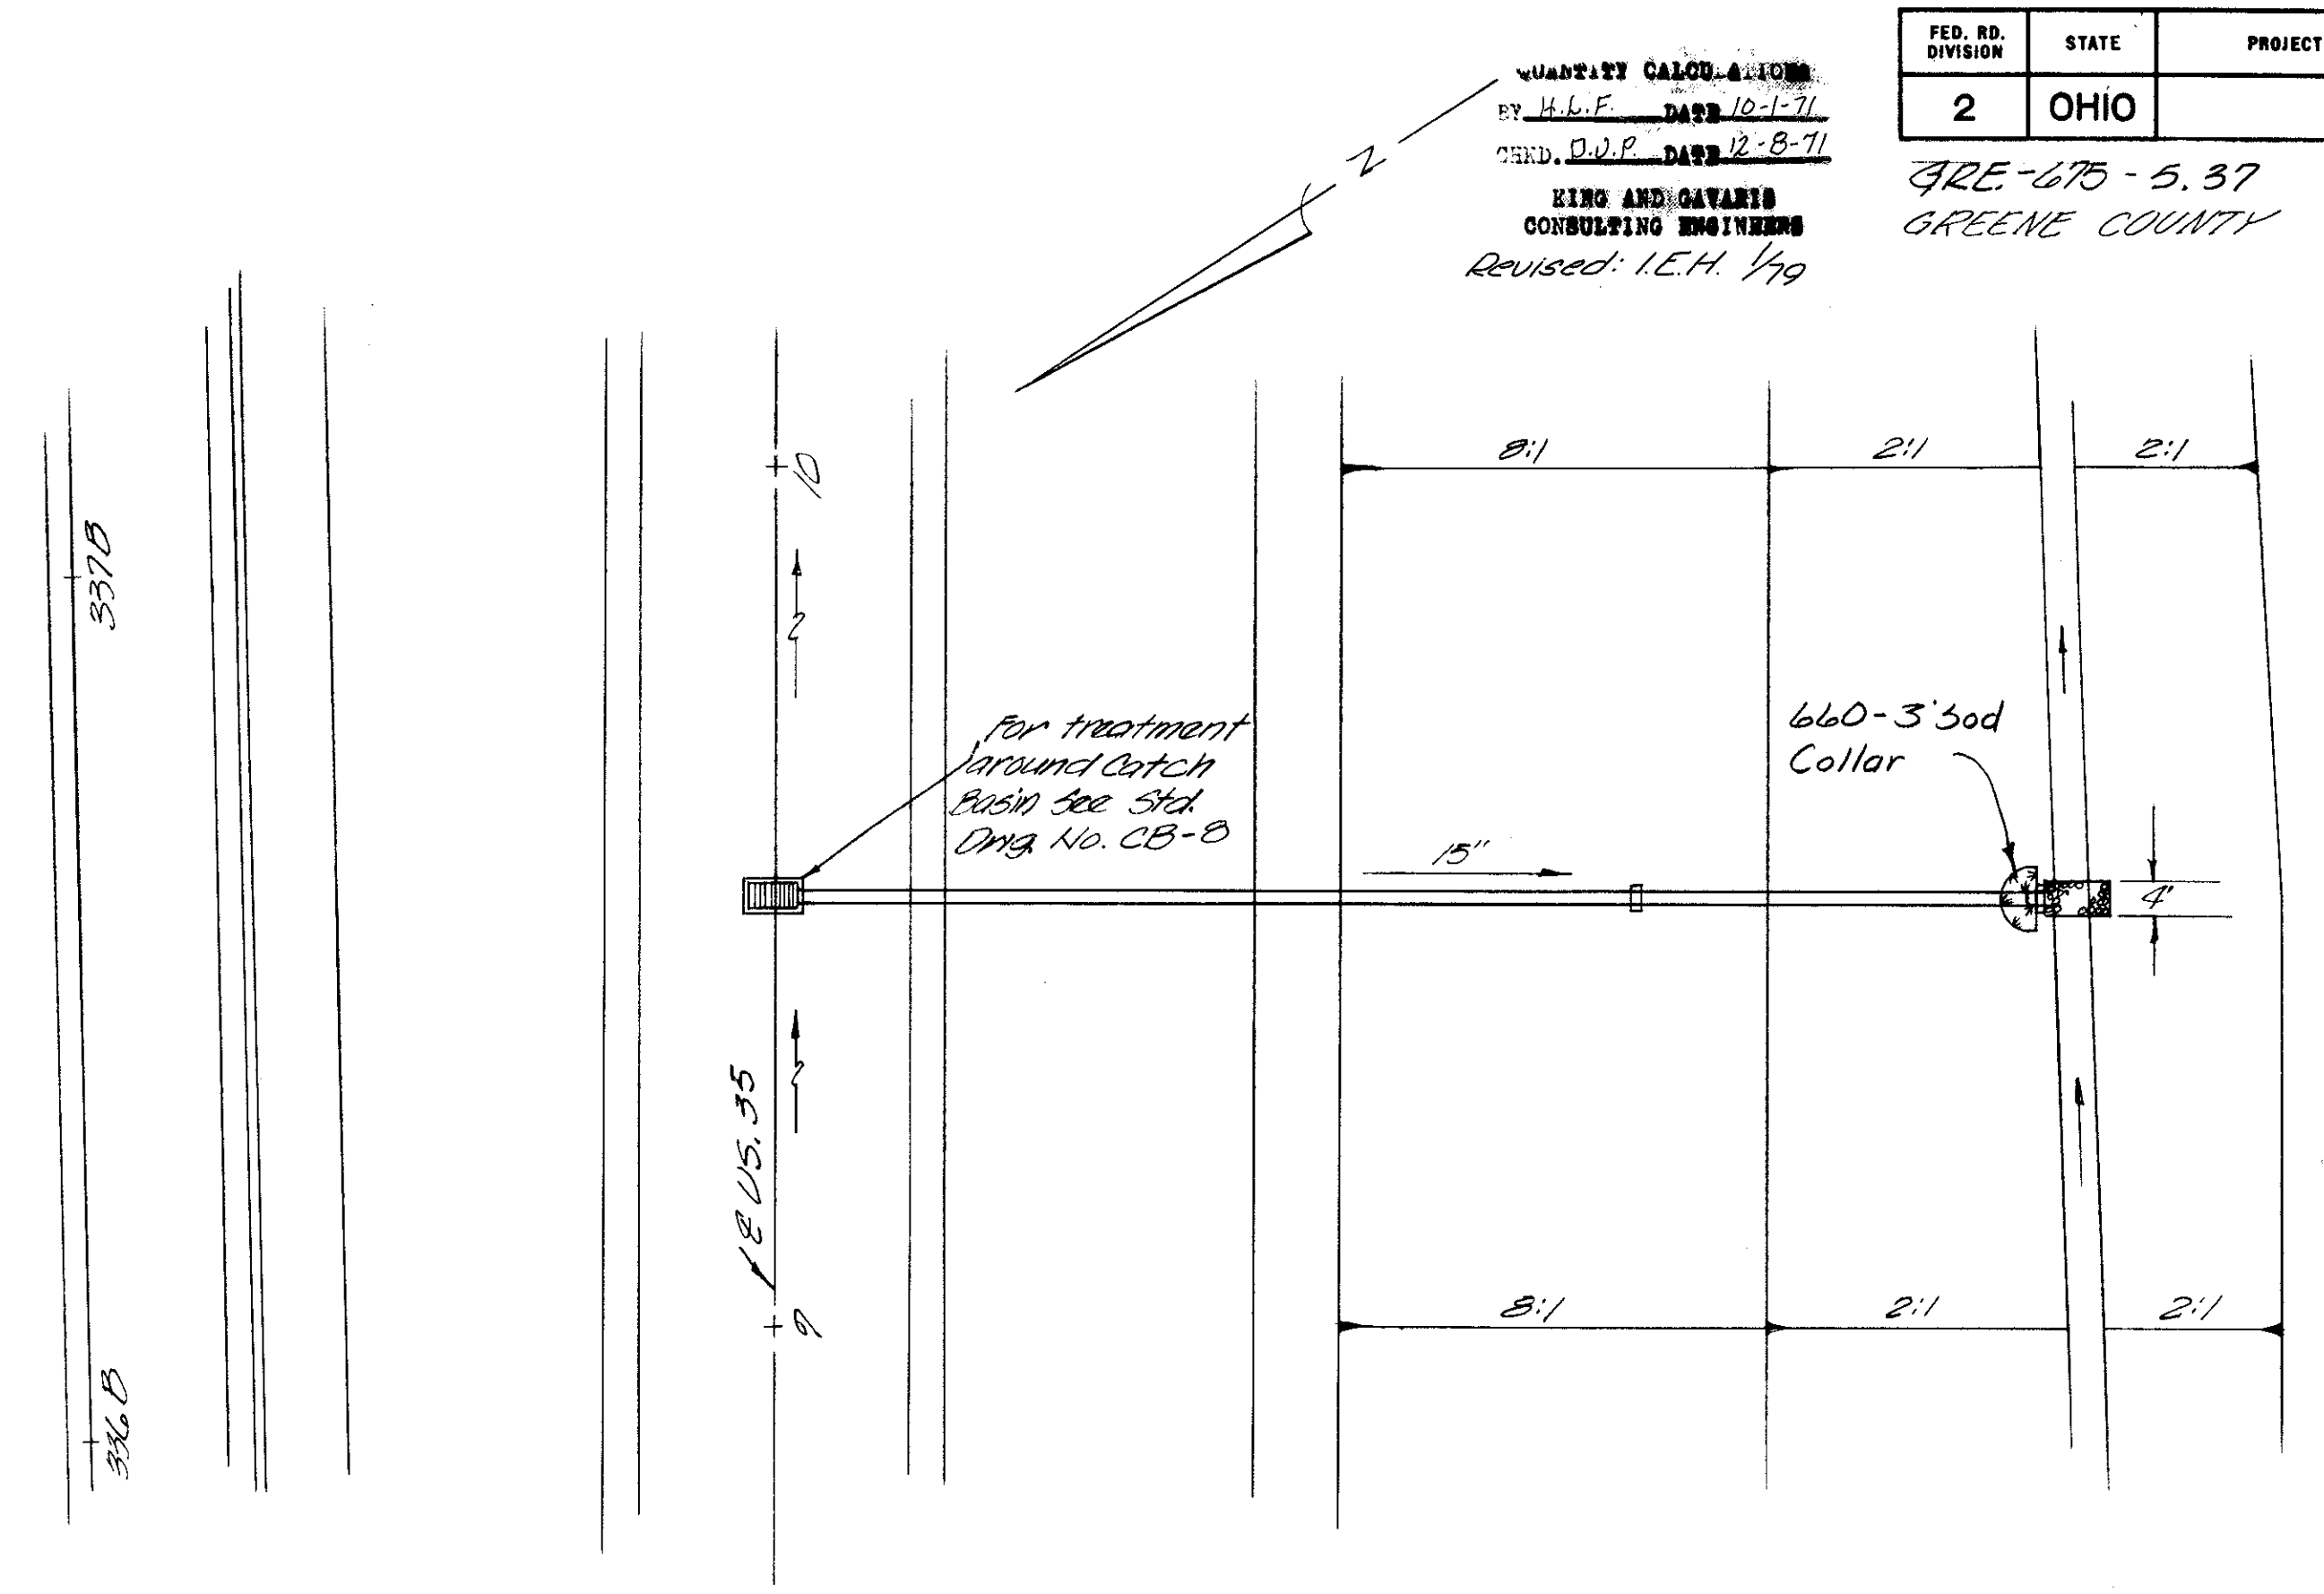 FED. RD. DIVISION STATE PROJECT
2 OHIO
QUANTITY CALCULATIONS
BY H.L.F. DATE 10-1-71
CHKD. D.J.P. DATE 12-8-71
KING AND GAVARIS
CONSULTING ENGINEERS
Revised: I.E.H. 1/79
GRE-675-5.37
GREENE COUNTY
N
10
8:1
2:1
2:1
337B
2
For treatment
around Catch
Basin See Std.
Dwg. No. CB-8
660-3' Sod
Collar
15"
4'
℄ US. 35
2
9
8:1
2:1
2:1
336B